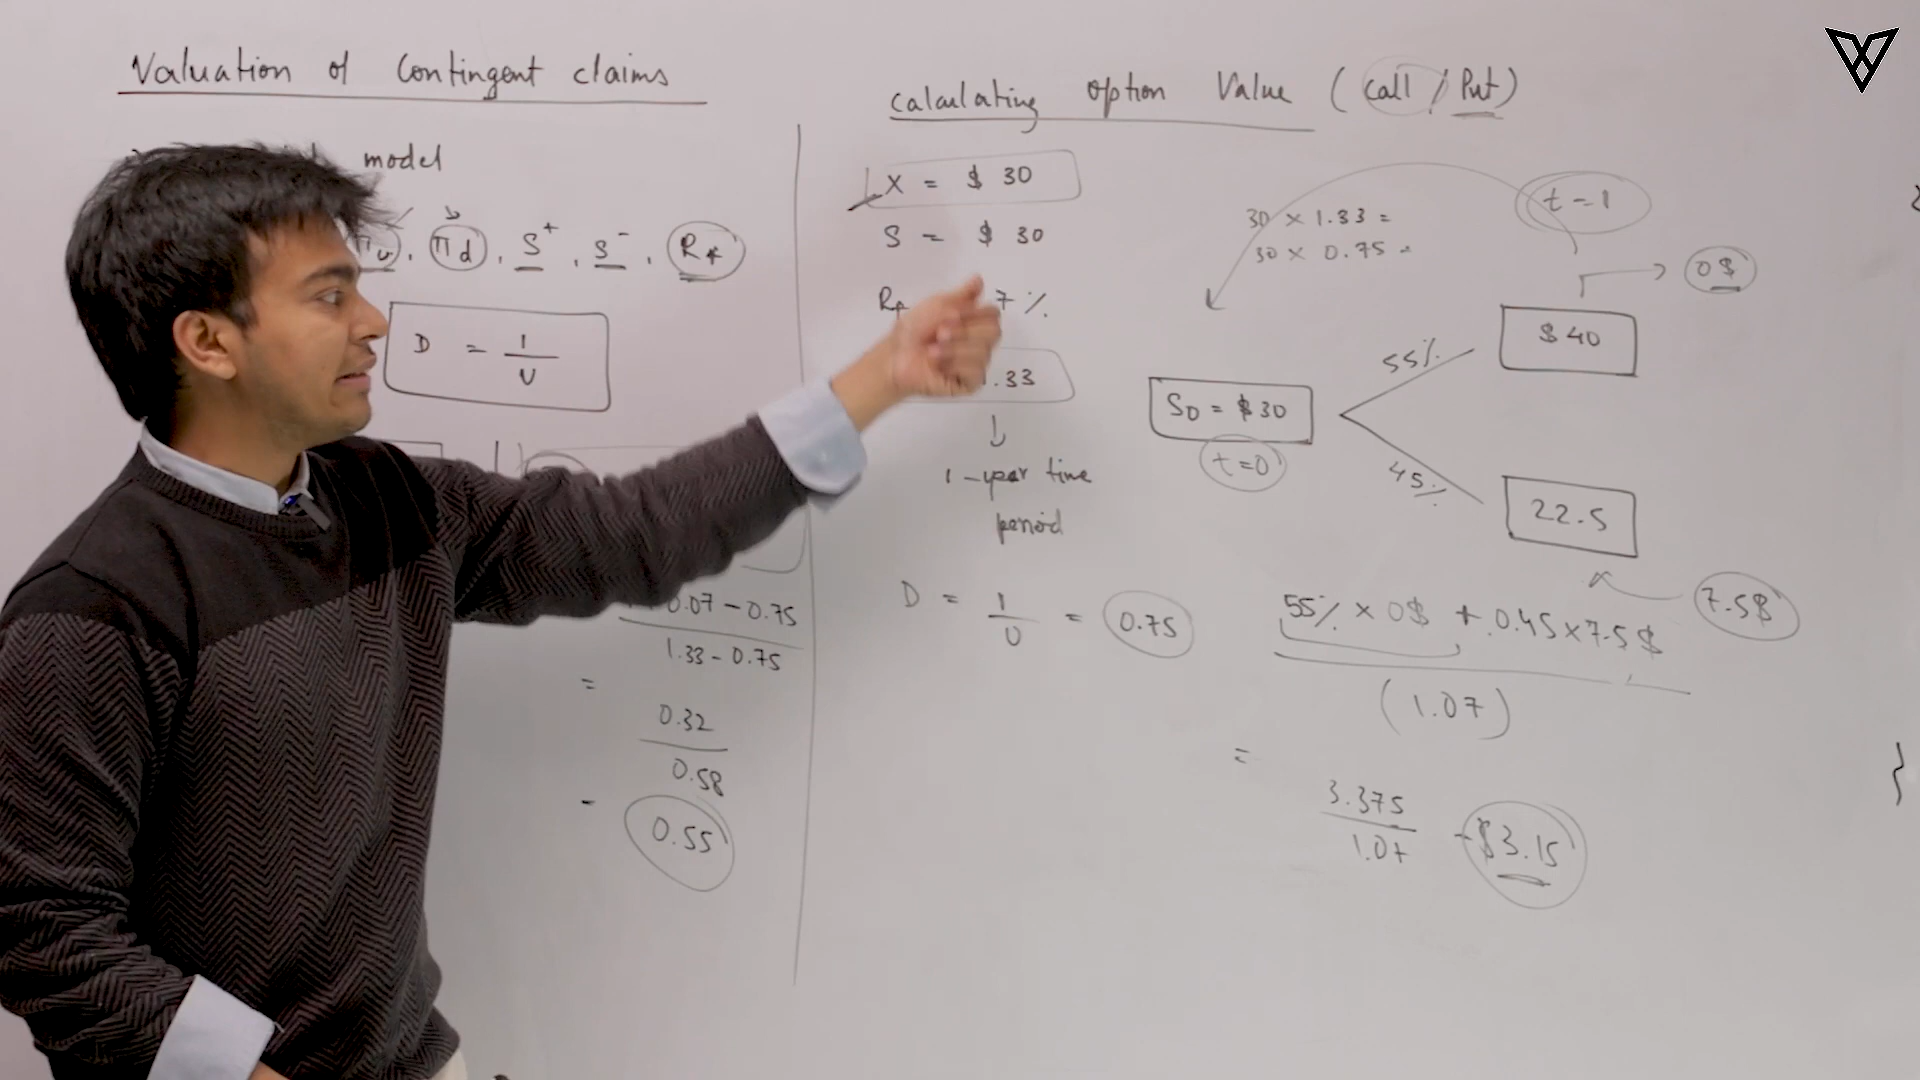 Valuation of Contingent claims
model
πu, πd, S⁺, S⁻, Rf
D = 1/U
0.07 - 0.75
1.33 - 0.75
=
0.32
0.58
-
0.55
calculating option Value (Call / Put)
X = $ 30
S = $ 30
Rf 7 %
.33
1-year time
period
D = 1/U = 0.75
30 x 1.33 =
30 x 0.75 =
t=1
0$
$ 40
55%
S0 = $30
t=0
45%
22.5
7.5$
55% x 0$ + 0.45 x 7.5$
(1.07)
=
3.375
1.07
$3.15